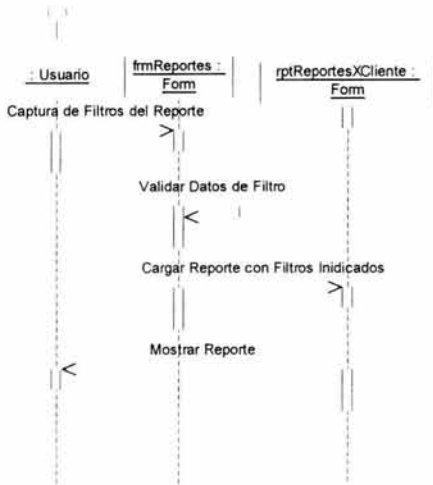 : Usuario
frmReportes :
Form
rptReportesXCliente :
Form
Captura de Filtros del Reporte
Validar Datos de Filtro
Cargar Reporte con Filtros Inidicados
Mostrar Reporte